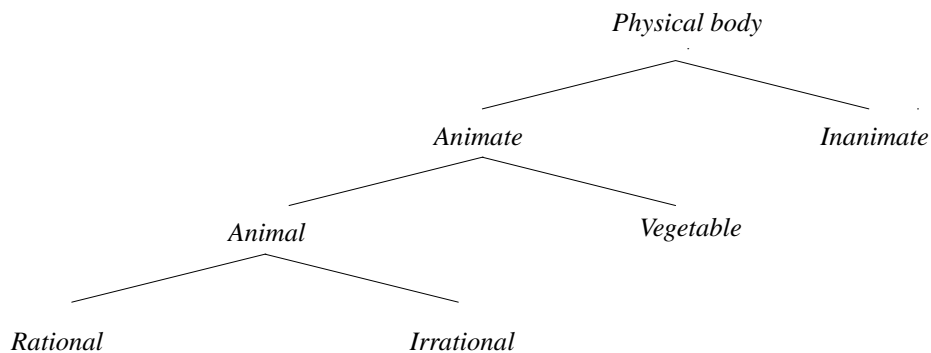 Physical body
Animate
Inanimate
Animal
Vegetable
Rational
Irrational